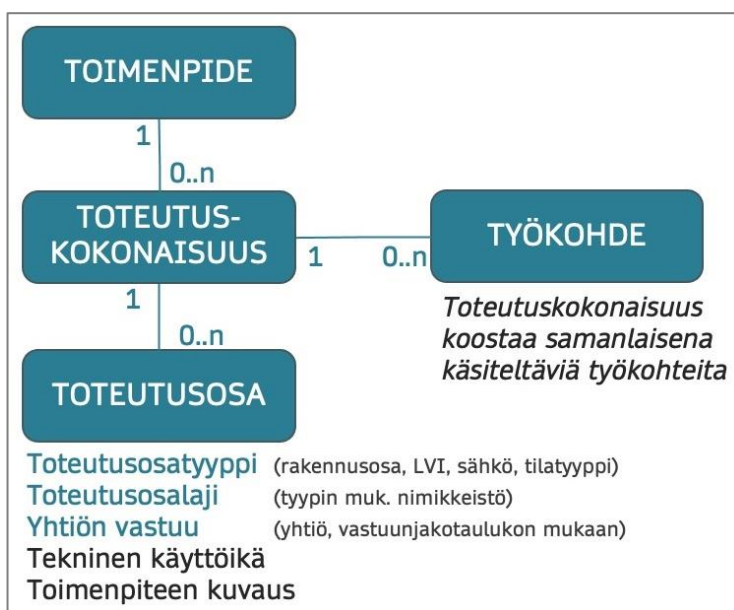 TOIMENPIDE
1
0..n
TOTEUTUS-
KOKONAISUUS
1 0..n
TYÖKOHDE
Toteutuskokonaisuus
koostaa samanlaisena
käsiteltäviä työkohteita
1
0..n
TOTEUTUSOSA
Toteutusosatyyppi (rakennusosa, LVI, sähkö, tilatyyppi)
Toteutusosalaji (tyypin muk. nimikkeistö)
Yhtiön vastuu (yhtiö, vastuunjakotaulukon mukaan)
Tekninen käyttöikä
Toimenpiteen kuvaus